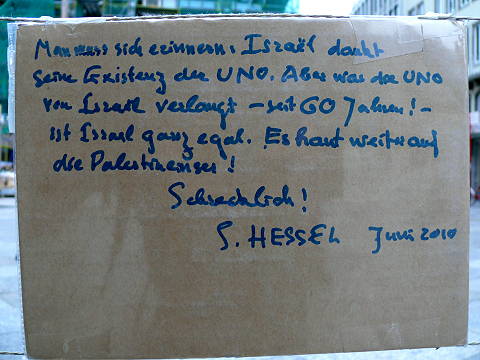 Man muss sich erinnern: Israël dankt
seine Existenz der UNO. Aber was die UNO
von Israël verlangt – seit 60 Jahren! –
ist Israel ganz egal. Es haut weiter auf
die Palestinenser!
Schrecklich!
S. HESSEL Juni 2010